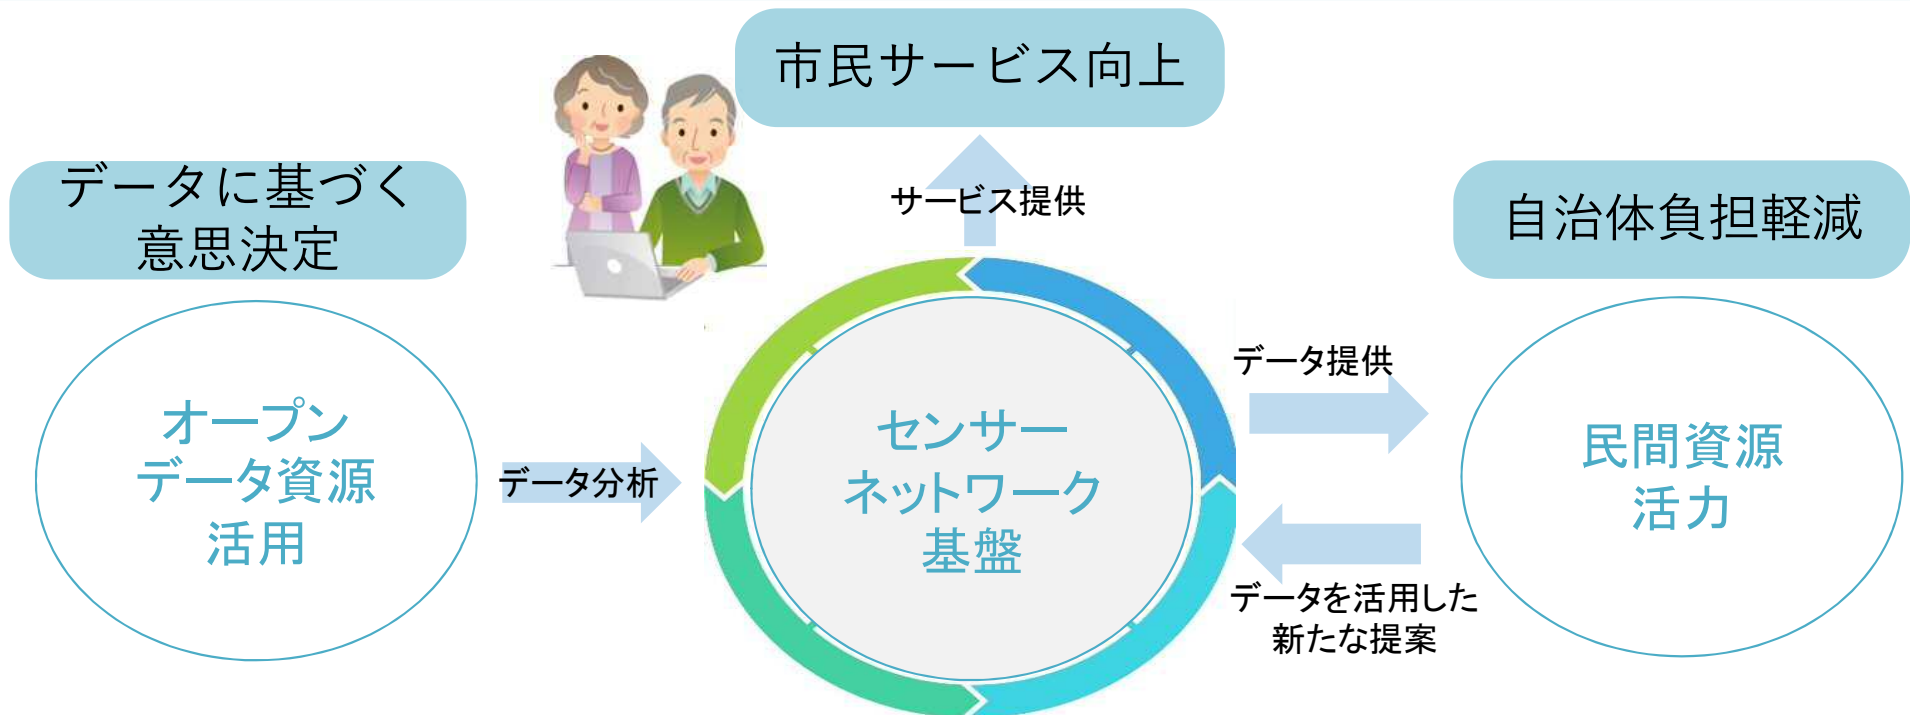 市民サービス向上
データに基づく
意思決定
サービス提供
自治体負担軽減
オープン
データ資源
活用
データ分析
センサー
ネットワーク
基盤
データ提供
民間資源
活力
データを活用した
新たな提案